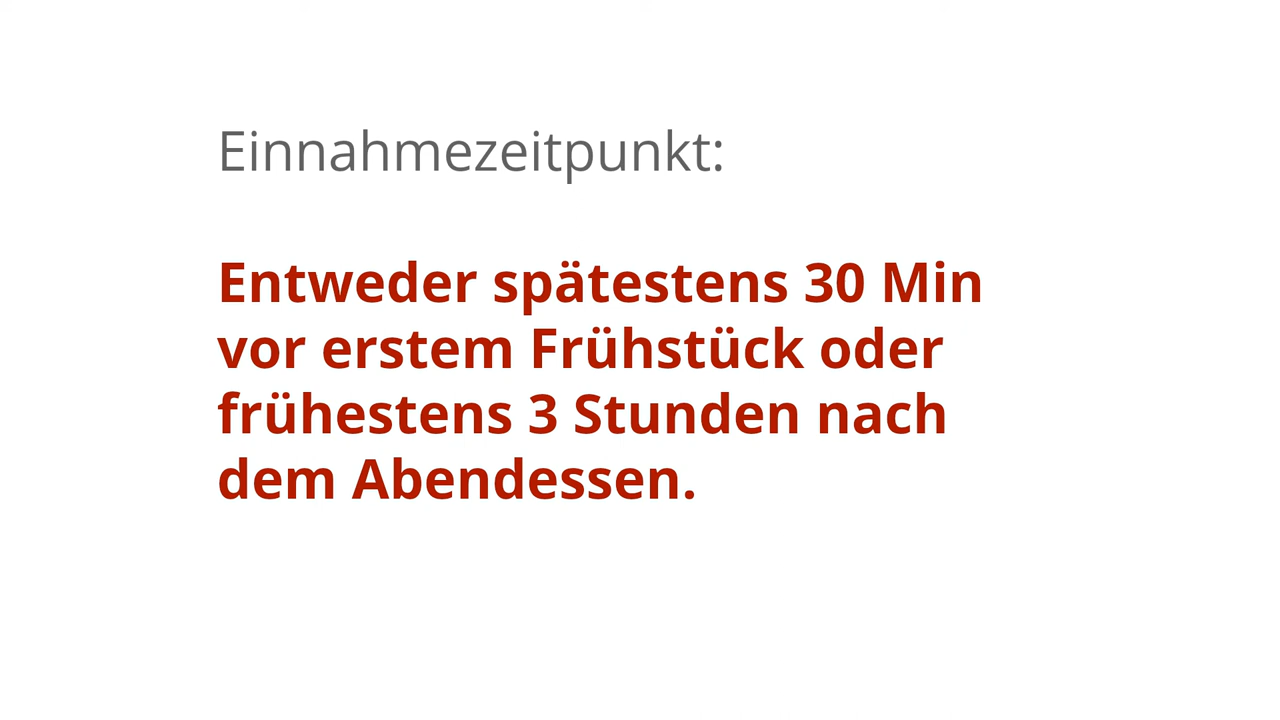 Einnahmezeitpunkt:
Entweder spätestens 30 Min
vor erstem Frühstück oder
frühestens 3 Stunden nach
dem Abendessen.